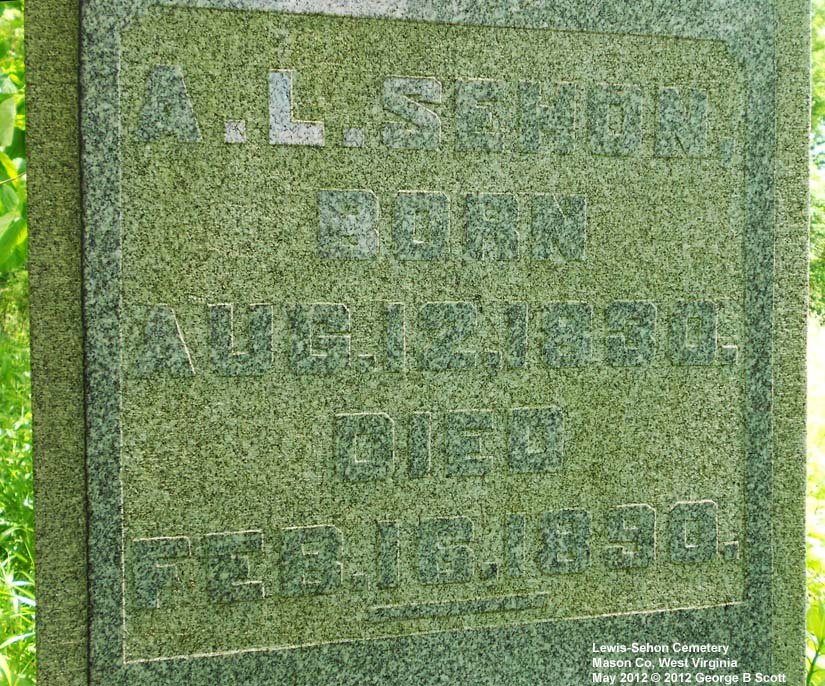 A.L.SEHON,
BORN
AUG.12,1830.
DIED
FEB.16,1890.
Lewis-Sehon Cemetery
Mason Co, West Virginia
May 2012 © 2012 George B Scott